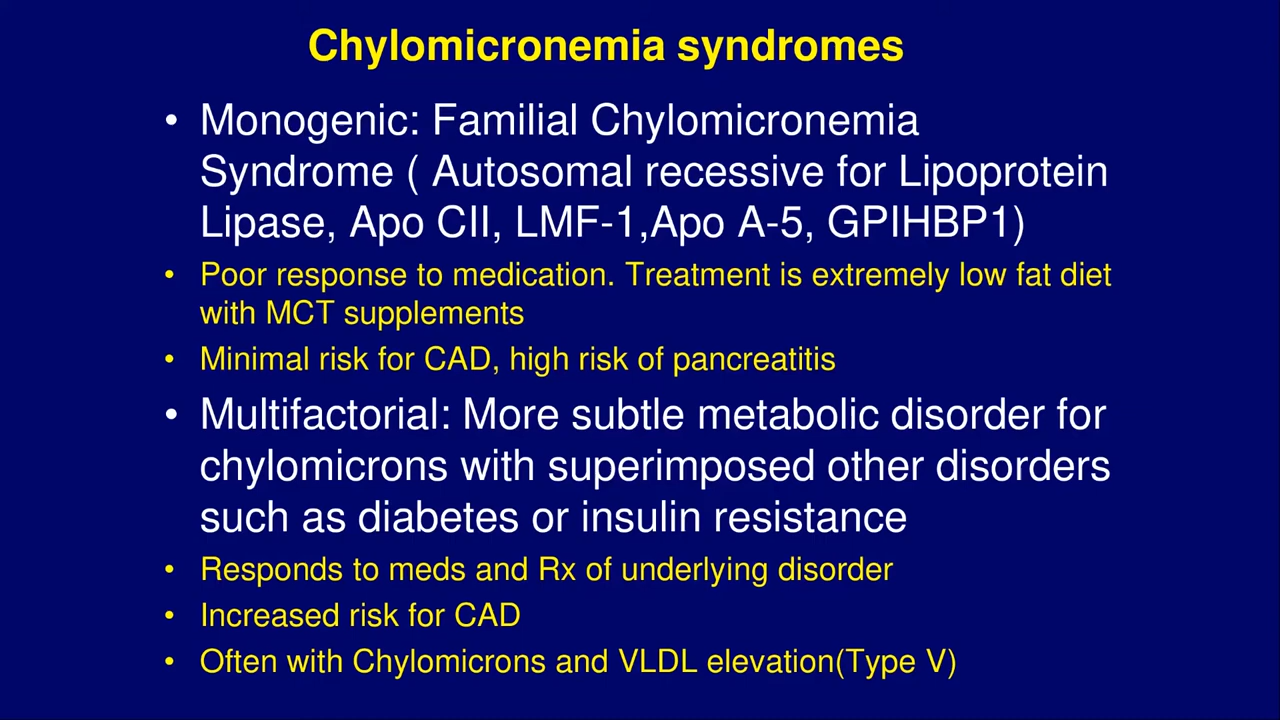 Chylomicronemia syndromes
• Monogenic: Familial Chylomicronemia
Syndrome ( Autosomal recessive for Lipoprotein
Lipase, Apo CII, LMF-1,Apo A-5, GPIHBP1)
• Poor response to medication. Treatment is extremely low fat diet
with MCT supplements
• Minimal risk for CAD, high risk of pancreatitis
• Multifactorial: More subtle metabolic disorder for
chylomicrons with superimposed other disorders
such as diabetes or insulin resistance
• Responds to meds and Rx of underlying disorder
• Increased risk for CAD
• Often with Chylomicrons and VLDL elevation(Type V)